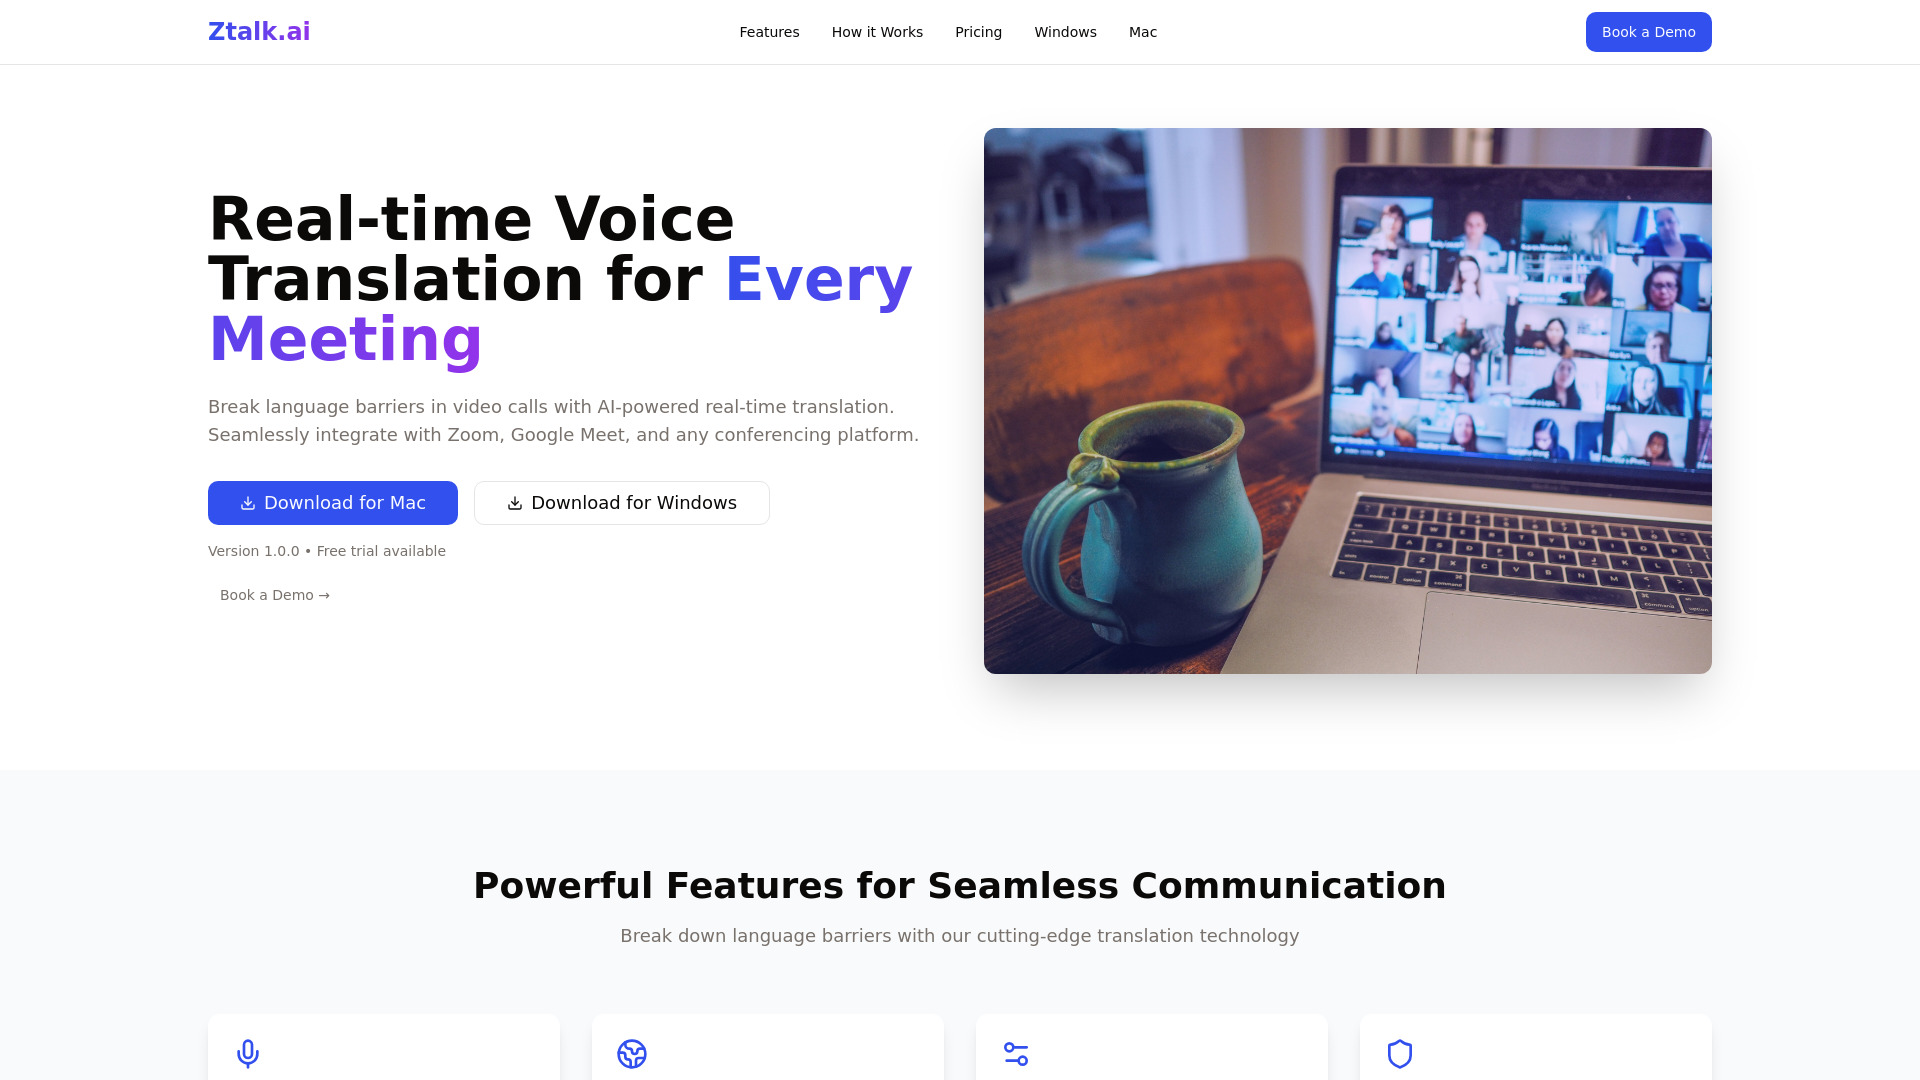 Ztalk.ai
Features
How it Works
Pricing
Windows
Mac
Book a Demo
Real-time Voice
Translation for Every
Meeting
Break language barriers in video calls with AI-powered real-time translation.
Seamlessly integrate with Zoom, Google Meet, and any conferencing platform.
Download for Mac
Download for Windows
Version 1.0.0 • Free trial available
Book a Demo →
Powerful Features for Seamless Communication
Break down language barriers with our cutting-edge translation technology